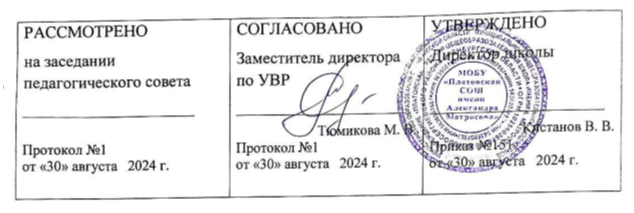 РАССМОТРЕНО
на заседании
педагогического совета
Протокол №1
от «30» августа 2024 г.
СОГЛАСОВАНО
Заместитель директора
по УВР
Тюмикова М. В.
Протокол №1
от «30» августа 2024 г.
УТВЕРЖДЕНО
Директор школы
МОБУ
«Платовская
СОШ
имени
Александра
Матросова»
Кистанов В. В.
Приказ №151
от «30» августа 2024 г.